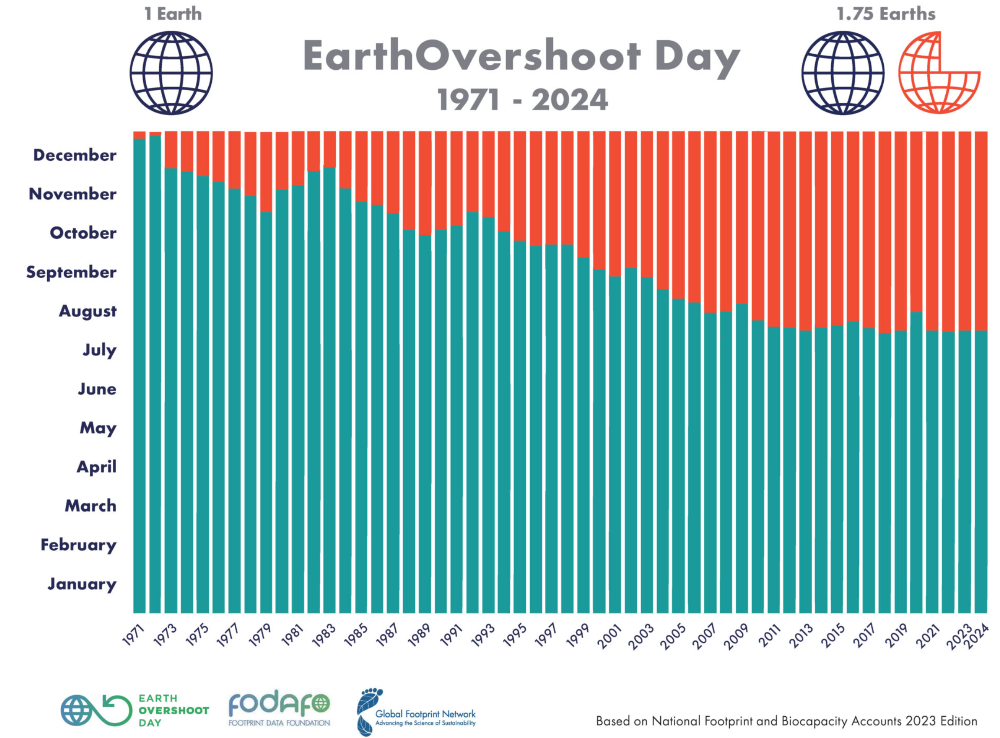 1 Earth
1.75 Earths
EarthOvershoot Day
1971 - 2024
December
November
October
September
August
July
June
May
April
March
February
January
1971
1973
1975
1977
1979
1981
1983
1985
1987
1989
1991
1993
1995
1997
1999
2001
2003
2005
2007
2009
2011
2013
2015
2017
2019
2021
2023
2024
EARTH
OVERSHOOT
DAY
FODAFO
FOOTPRINT DATA FOUNDATION
Global Footprint Network
Advancing the Science of Sustainability
Based on National Footprint and Biocapacity Accounts 2023 Edition